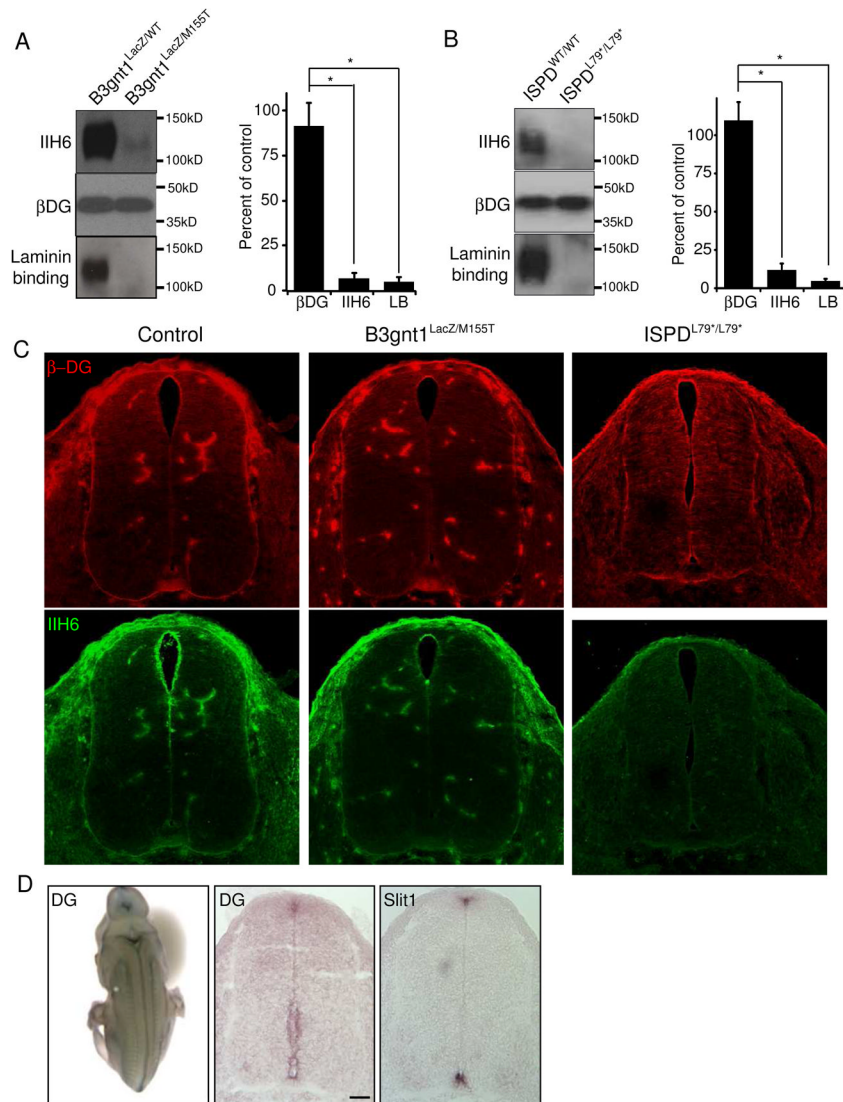 A
B3gnt1LacZ/WT
B3gnt1LacZ/M155T
IIH6
150kD
100kD
βDG
50kD
35kD
Laminin
binding
150kD
100kD
Percent of control
100
75
50
25
0
*
*
βDG IIH6 LB
B
ISPDWT/WT
ISPDL79*/L79*
IIH6
150kD
100kD
βDG
50kD
35kD
Laminin
binding
150kD
100kD
Percent of control
100
75
50
25
0
*
*
βDG IIH6 LB
C
Control
B3gnt1LacZ/M155T
ISPDL79*/L79*
β-DG
IIH6
D
DG
DG
Slit1